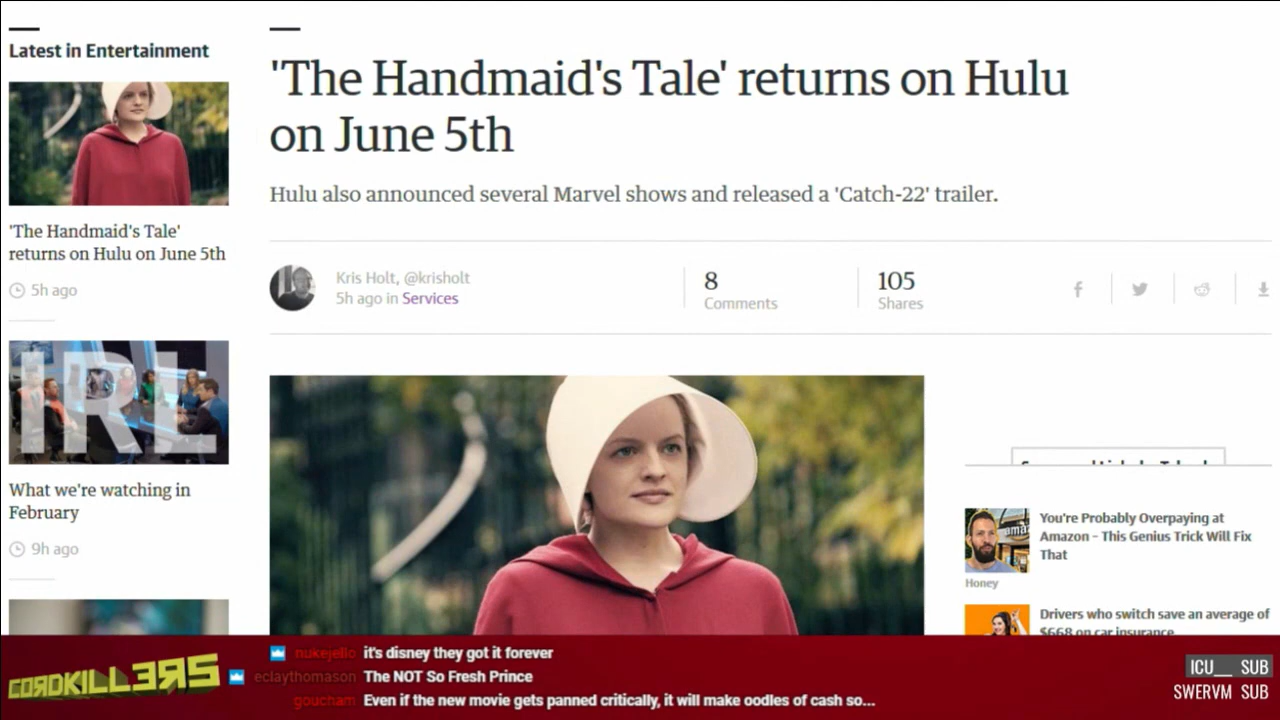 Latest in Entertainment
'The Handmaid's Tale'
returns on Hulu on June 5th
5h ago
IRL
What we're watching in
February
9h ago
'The Handmaid's Tale' returns on Hulu
on June 5th
Hulu also announced several Marvel shows and released a 'Catch-22' trailer.
Kris Holt, @krisholt
5h ago in Services
8
Comments
105
Shares
You're Probably Overpaying at
Amazon – This Genius Trick Will Fix
That
Honey
Drivers who switch save an average of
$668 on car insurance
CORDKILLERS
nukejello it's disney they got it forever
eclaythomason The NOT So Fresh Prince
goucham Even if the new movie gets panned critically, it will make oodles of cash so...
ICU__ SUB
SWERVM SUB